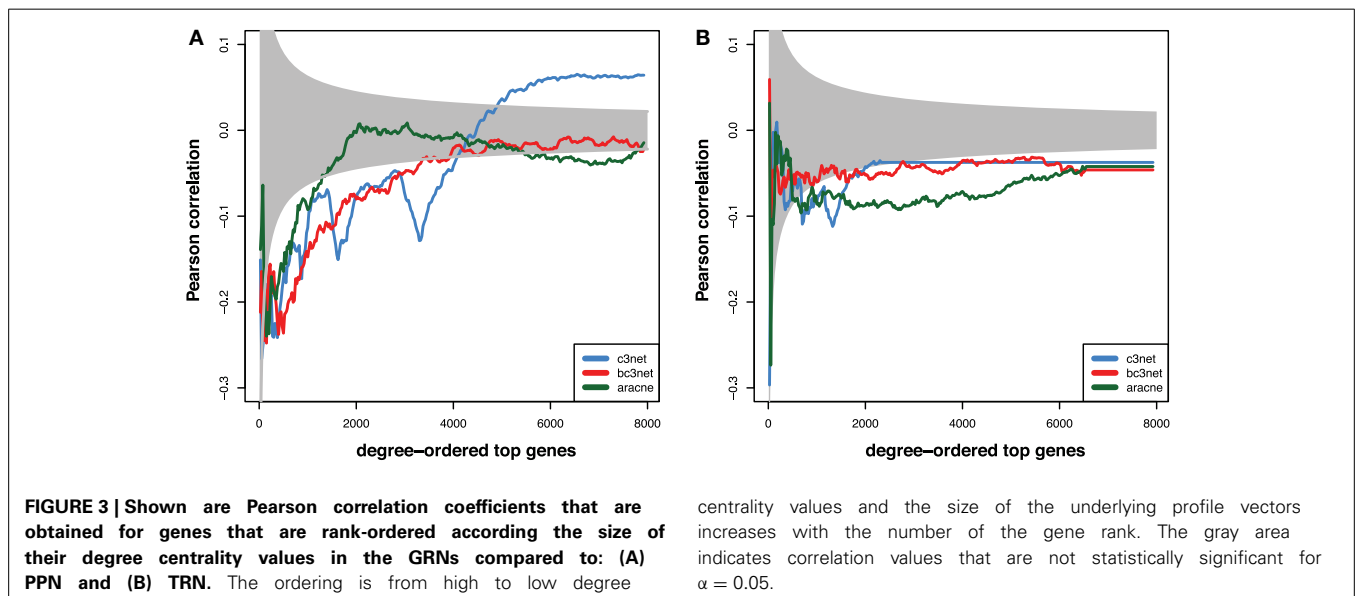 A
0.1
0.0
−0.1
−0.2
−0.3
Pearson correlation
0 2000 4000 6000 8000
degree−ordered top genes
c3net
bc3net
aracne
B
0.1
0.0
−0.1
−0.2
−0.3
Pearson correlation
0 2000 4000 6000 8000
degree−ordered top genes
c3net
bc3net
aracne
FIGURE 3 | Shown are Pearson correlation coefficients that are
obtained for genes that are rank-ordered according the size of
their degree centrality values in the GRNs compared to: (A)
PPN and (B) TRN. The ordering is from high to low degree
centrality values and the size of the underlying profile vectors
increases with the number of the gene rank. The gray area
indicates correlation values that are not statistically significant for
α = 0.05.